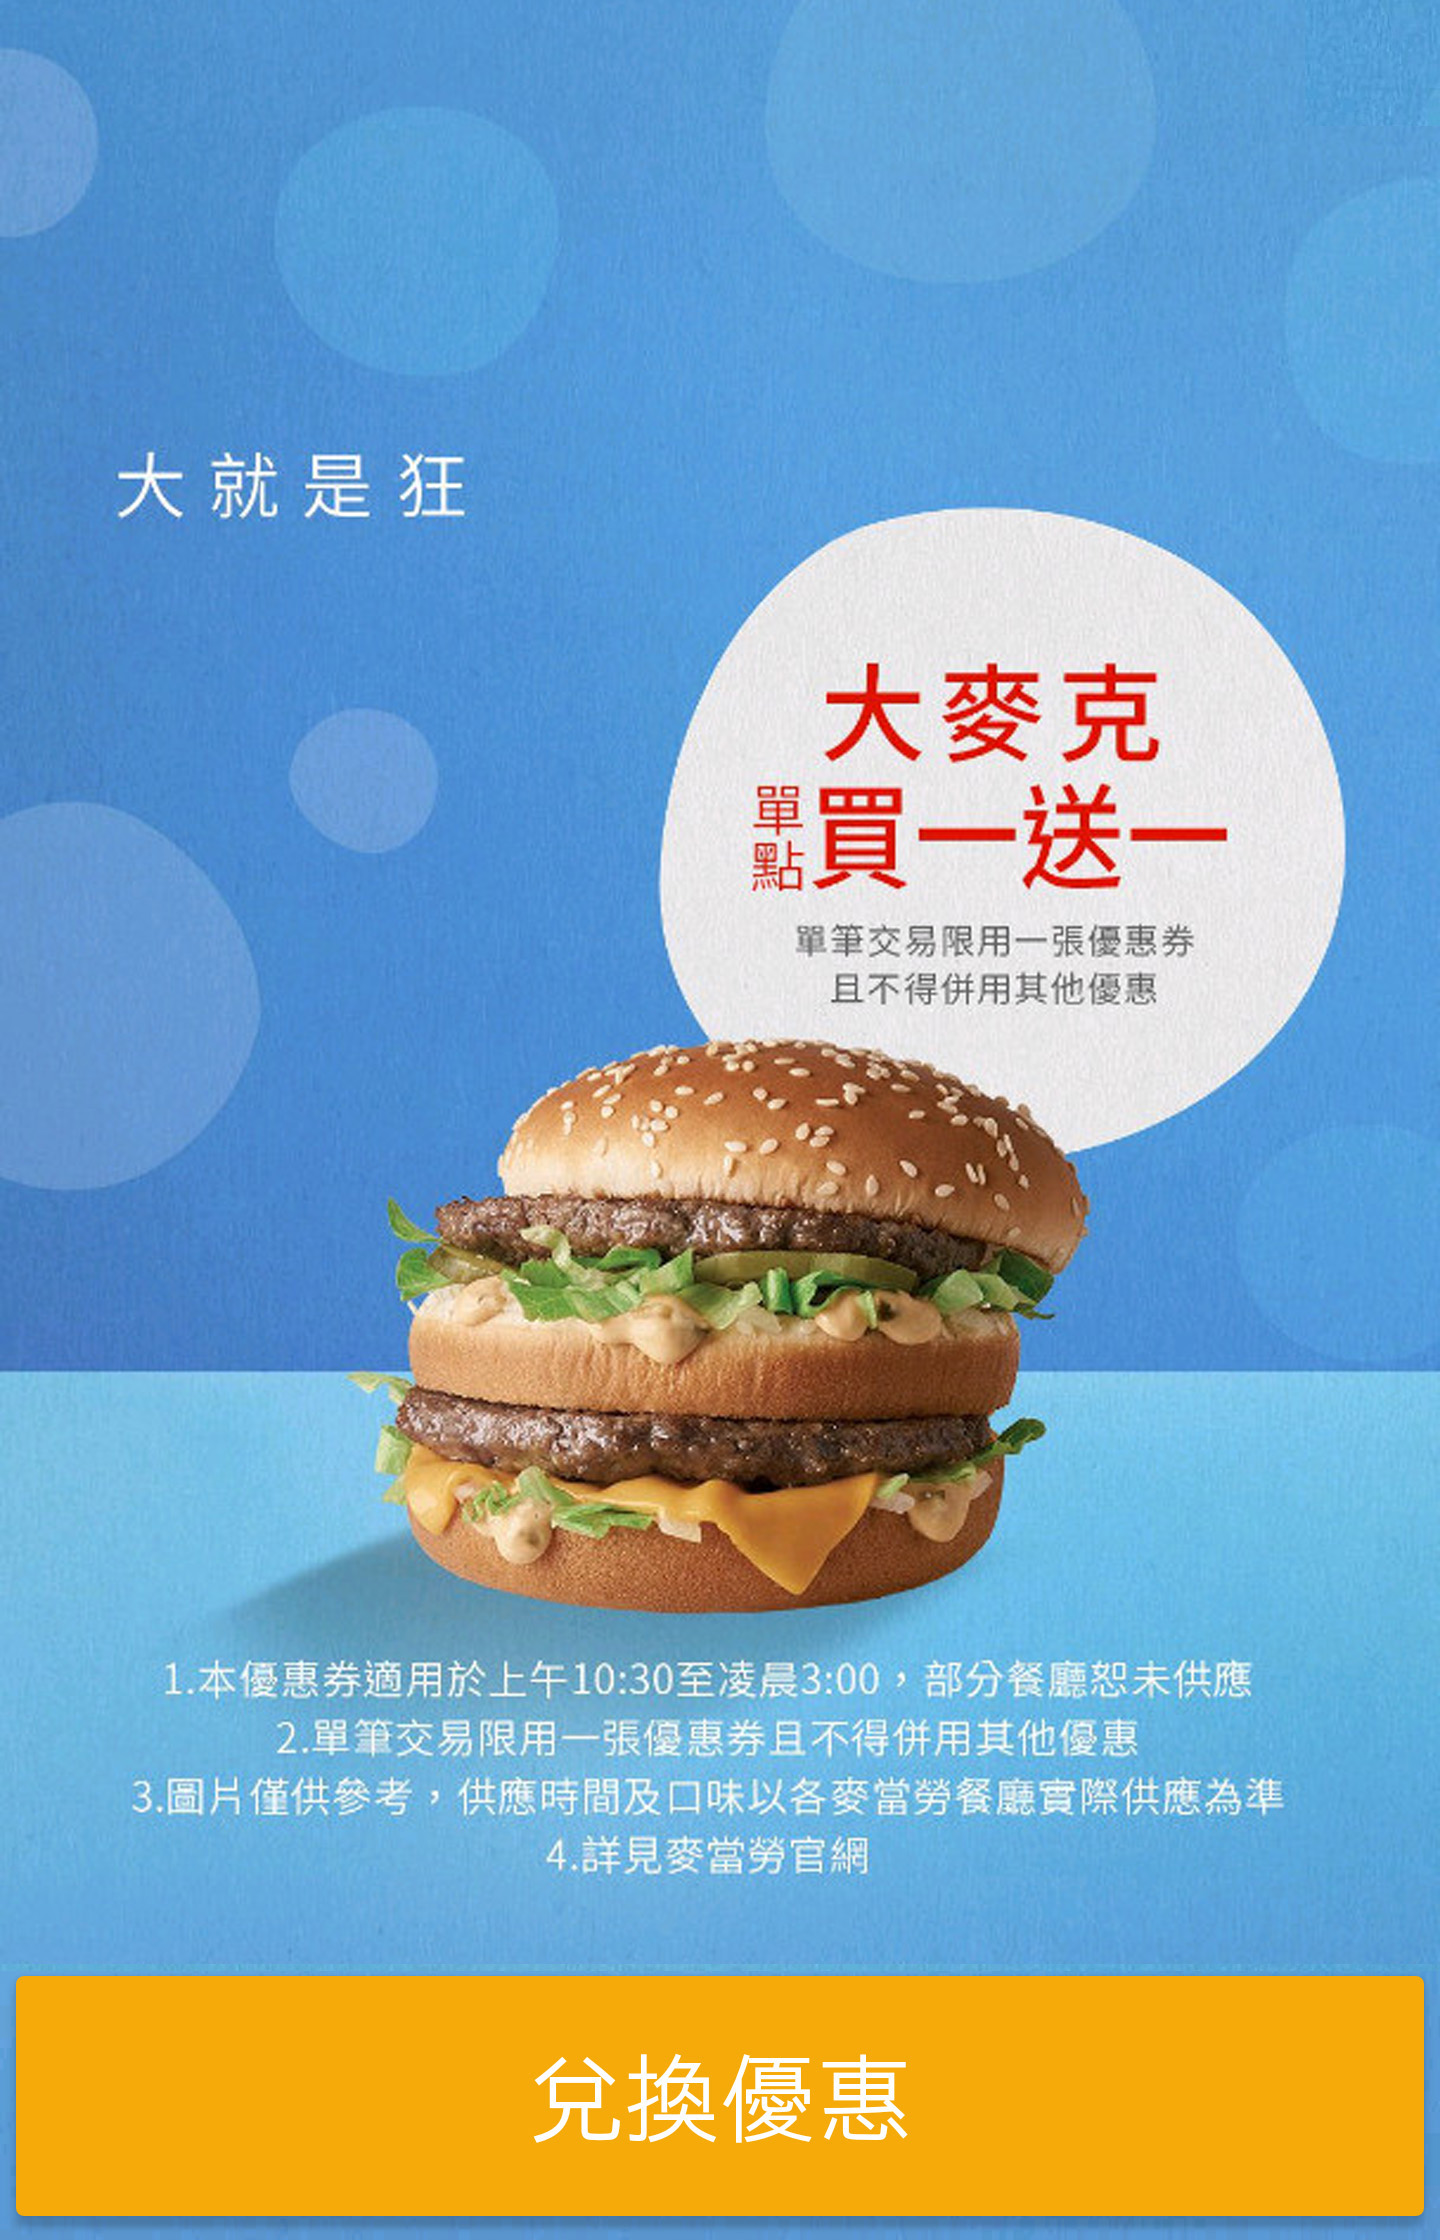 大就是狂
大麥克
單點買一送一
單筆交易限用一張優惠券
且不得併用其他優惠
1.本優惠券適用於上午10:30至凌晨3:00，部分餐廳恕未供應
2.單筆交易限用一張優惠券且不得併用其他優惠
3.圖片僅供參考，供應時間及口味以各麥當勞餐廳實際供應為準
4.詳見麥當勞官網
兌換優惠